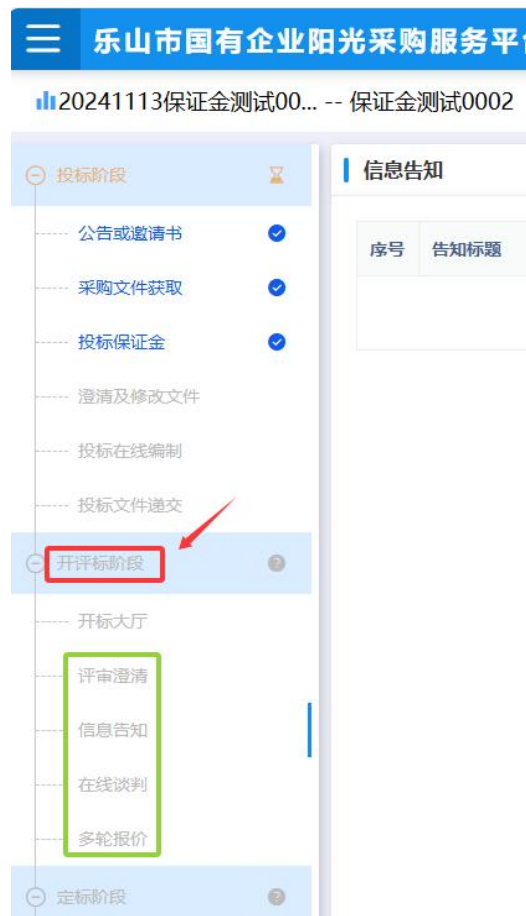 乐山市国有企业阳光采购服务平
20241113保证金测试00... -- 保证金测试0002
投标阶段
信息告知
公告或邀请书
序号 告知标题
采购文件获取
投标保证金
澄清及修改文件
投标在线编制
投标文件递交
开评标阶段
开标大厅
评审澄清
信息告知
在线谈判
多轮报价
定标阶段